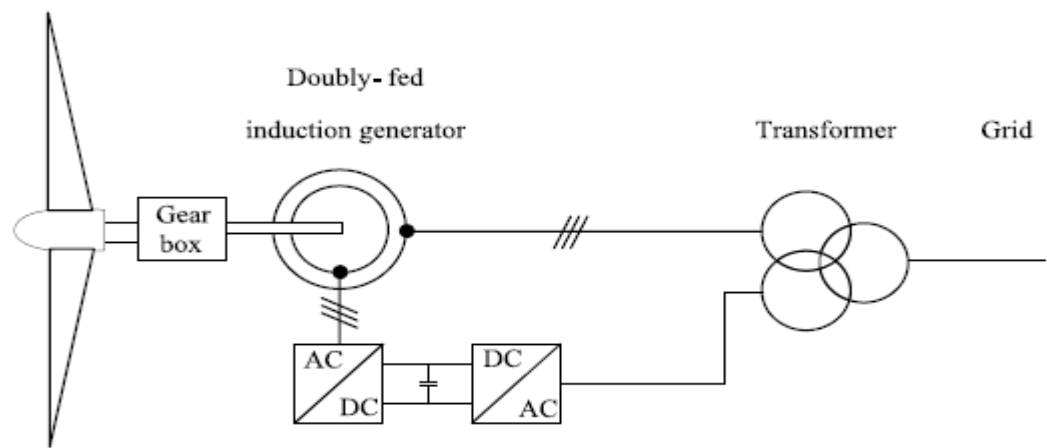 Doubly-fed
induction generator
Transformer
Grid
Gear
box
AC
DC
DC
AC